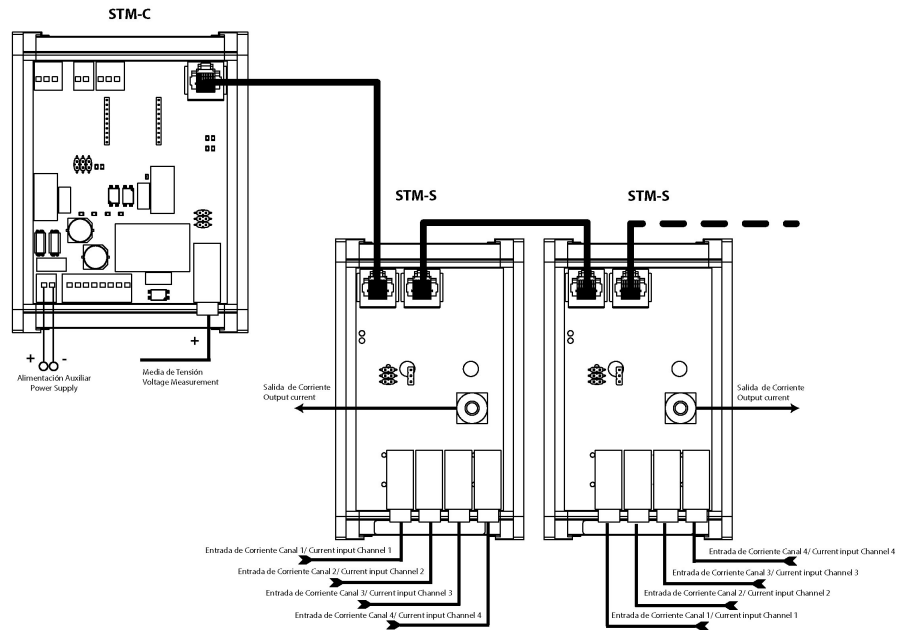 STM-C
STM-S
STM-S
+
+ -
Alimentación Auxiliar
Power Supply
Media de Tensión
Voltage Measurement
Salida de Corriente
Output current
Salida de Corriente
Output current
Entrada de Corriente Canal 1/ Current input Channel 1
Entrada de Corriente Canal 2/ Current input Channel 2
Entrada de Corriente Canal 3/ Current input Channel 3
Entrada de Corriente Canal 4/ Current input Channel 4
Entrada de Corriente Canal 4/ Current input Channel 4
Entrada de Corriente Canal 3/ Current input Channel 3
Entrada de Corriente Canal 2/ Current input Channel 2
Entrada de Corriente Canal 1/ Current input Channel 1